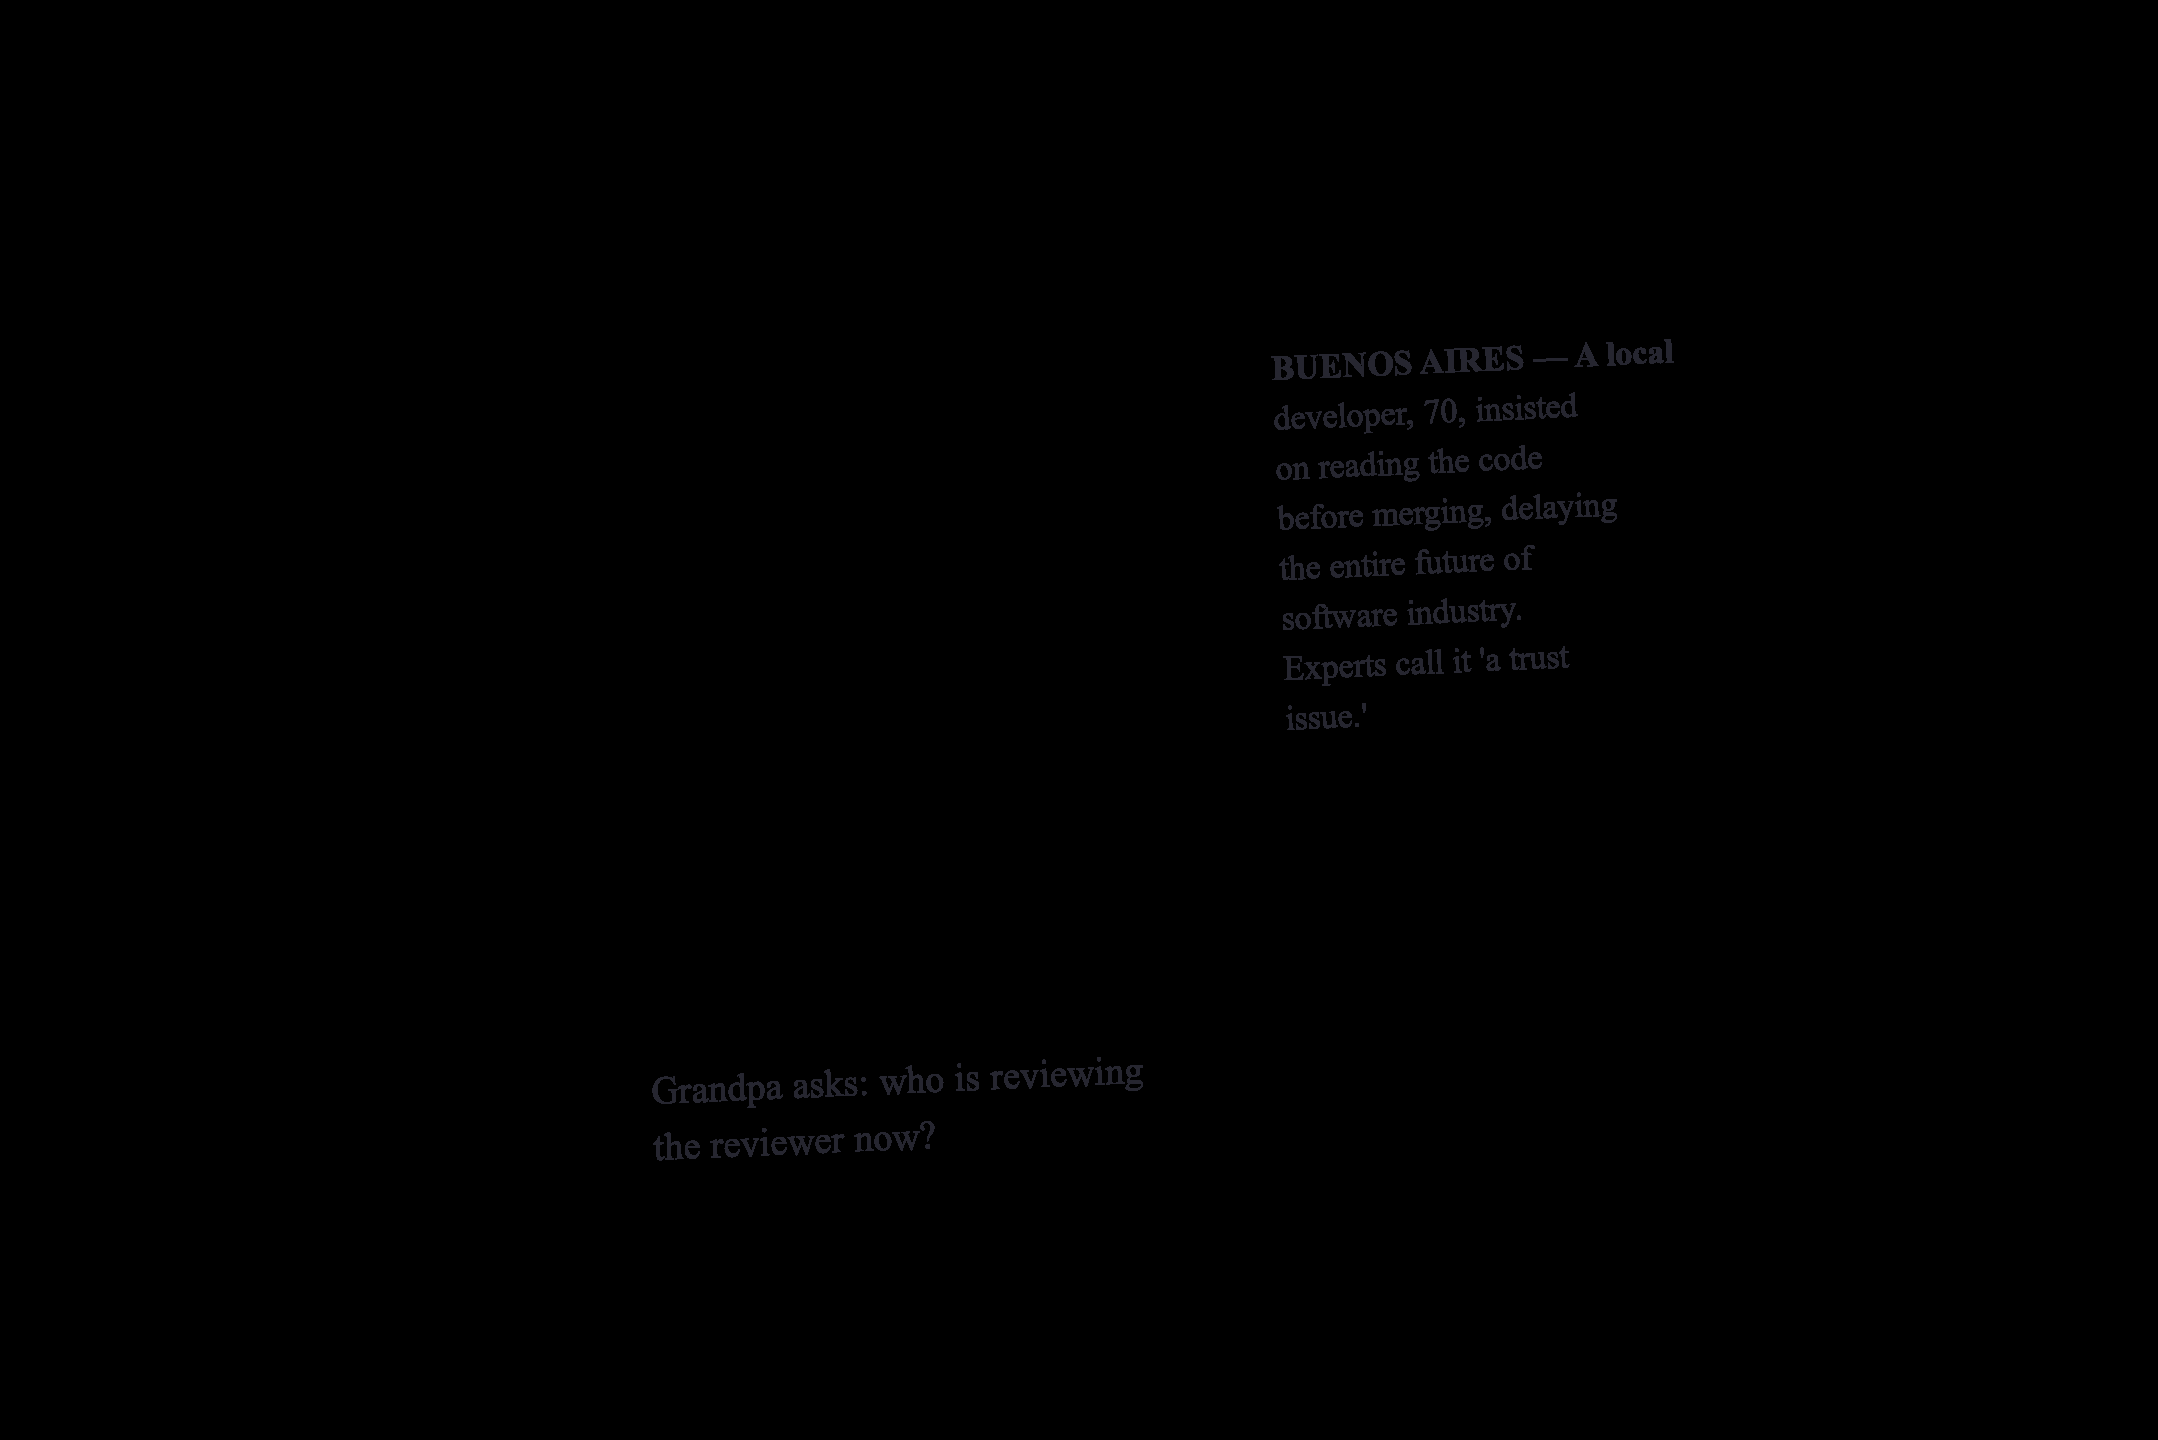 BUENOS AIRES — A local
developer, 70, insisted
on reading the code
before merging, delaying
the entire future of
software industry.
Experts call it 'a trust
issue.'
Grandpa asks: who is reviewing
the reviewer now?